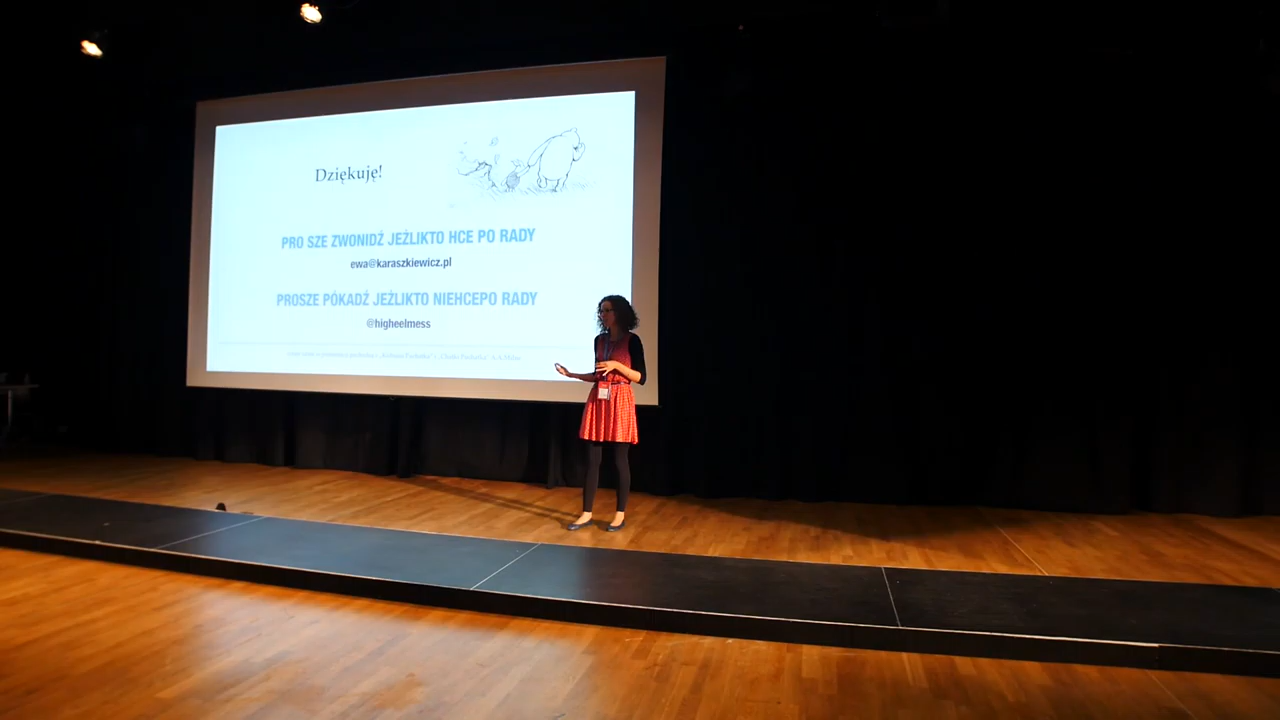 Dziękuję!
PRO SZE ZWONIDŹ JEŻLIKTO HCE PO RADY
ewa@karaszkiewicz.pl
PROSZE PÓKADŹ JEŻLIKTO NIEHCEPO RADY
@higheelmess